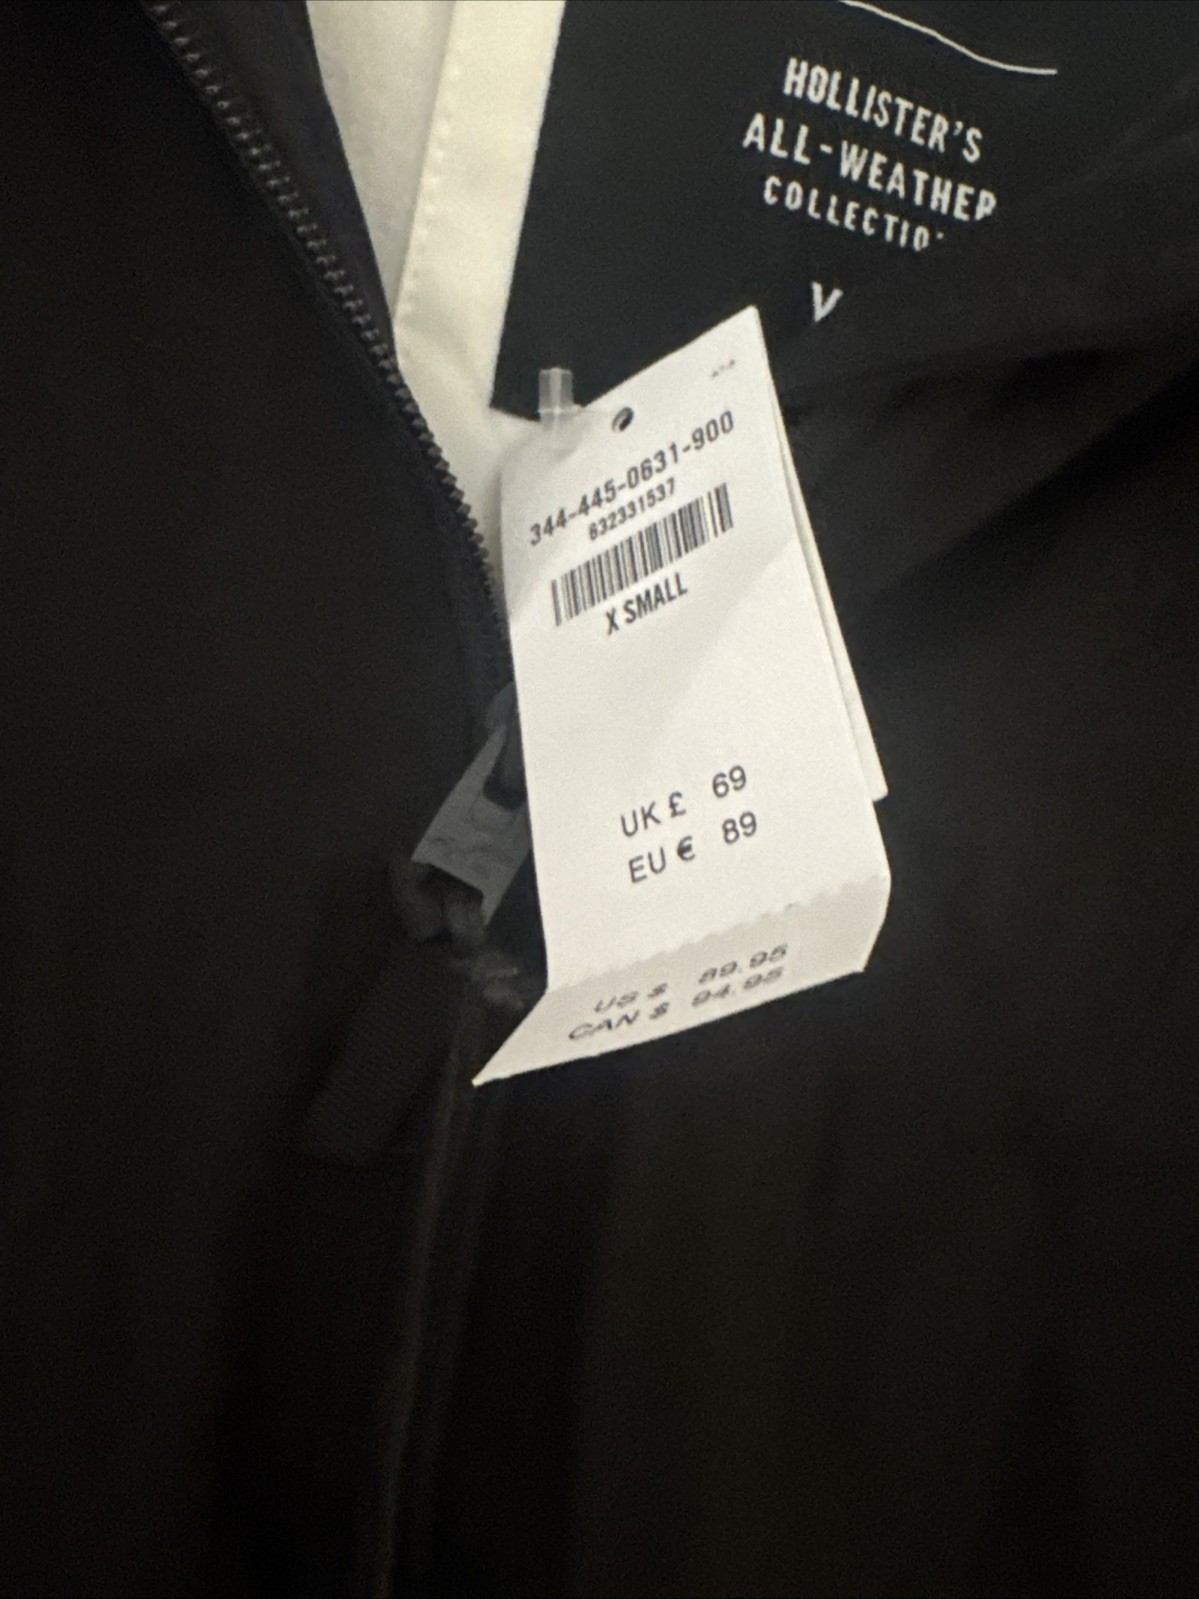 HOLLISTER'S
ALL-WEATHER
COLLECTION
344-445-0631-900
632331537
X SMALL
UK £ 69
EU € 89
US $ 89.95
CAN $ 94.95